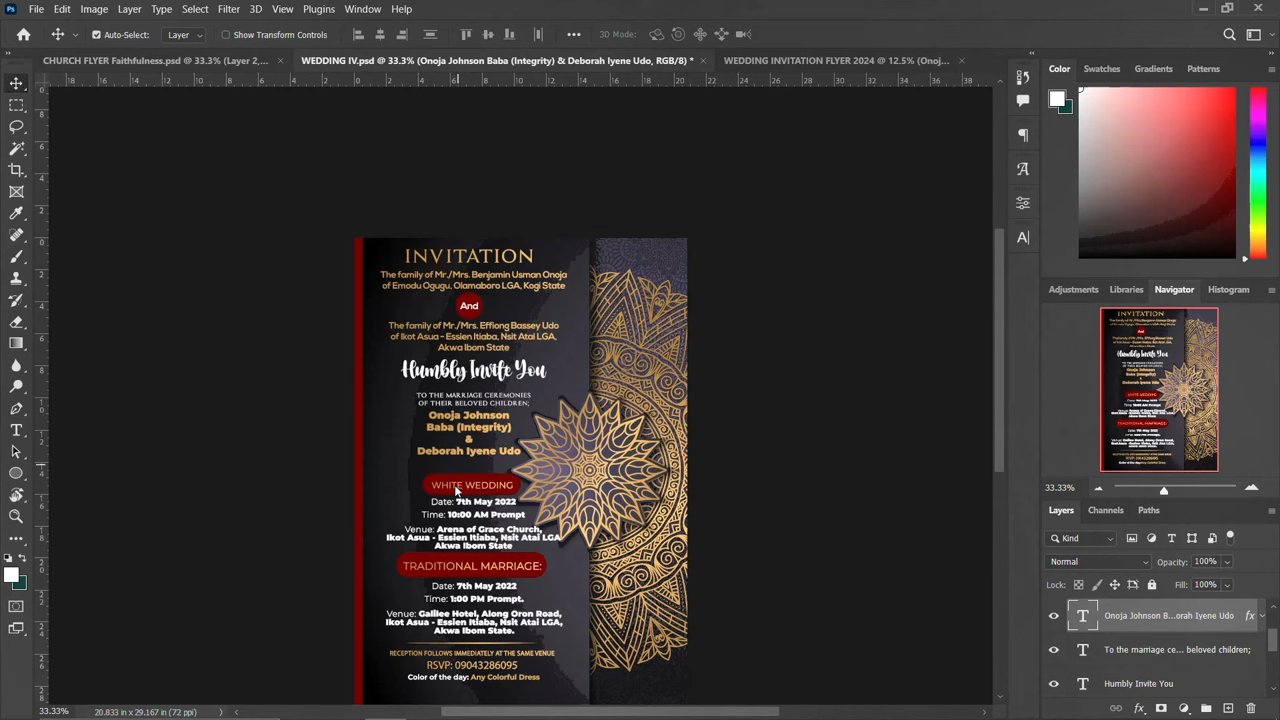 Ps File Edit Image Layer Type Select Filter 3D View Plugins Window Help
Auto-Select: Layer Show Transform Controls 3D Mode:
CHURCH FLYER Faithfulness.psd @ 33.3% (Layer 2,...
WEDDING IV.psd @ 33.3% (Onoja Johnson Baba (Integrity) & Deborah Iyene Udo, RGB/8) *
WEDDING INVITATION FLYER 2024 @ 12.5% (Onoj...
INVITATION
The family of Mr./Mrs. Benjamin Usman Onoja
of Emodu Ogugu, Olamaboro LGA, Kogi State
And
The family of Mr./Mrs. Effiong Bassey Udo
of Ikot Asua - Essien Itiaba, Nsit Atai LGA,
Akwa Ibom State
Humbly Invite You
TO THE MARRIAGE CEREMONIES
OF THEIR BELOVED CHILDREN;
Onoja Johnson
Baba (Integrity)
&
Deborah Iyene Udo
WHITE WEDDING
Date: 7th May 2022
Time: 10:00 AM Prompt
Venue: Arena of Grace Church,
Ikot Asua - Essien Itiaba, Nsit Atai LGA
Akwa Ibom State
TRADITIONAL MARRIAGE:
Date: 7th May 2022
Time: 1:00 PM Prompt.
Venue: Galilee Hotel, Along Oron Road,
Ikot Asua - Essien Itiaba, Nsit Atai LGA,
Akwa Ibom State.
RECEPTION FOLLOWS IMMEDIATELY AT THE SAME VENUE
RSVP: 09043286095
Color of the day: Any Colorful Dress
Color Swatches Gradients Patterns
Adjustments Libraries Navigator Histogram
33.33%
Layers Channels Paths
Kind
Normal Opacity: 100%
Lock: Fill: 100%
Onoja Johnson B...orah Iyene Udo fx
To the marriage ce... beloved children;
Humbly Invite You
33.33% 20.833 in x 29.167 in (72 ppi)